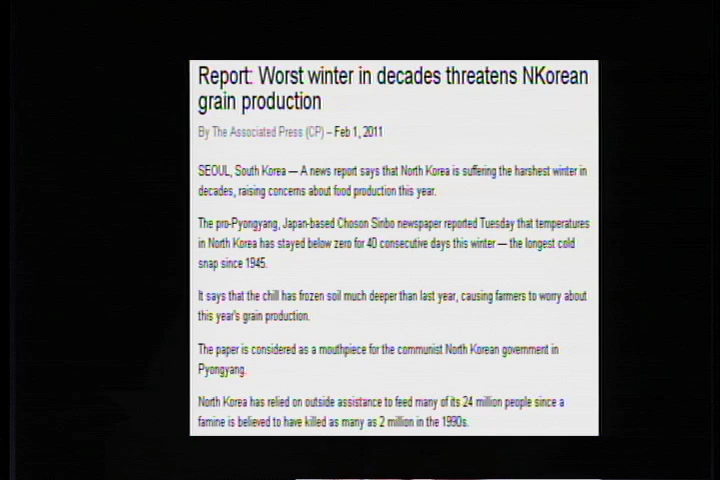 Report: Worst winter in decades threatens NKorean
grain production
By The Associated Press (CP) – Feb 1, 2011
SEOUL, South Korea — A news report says that North Korea is suffering the harshest winter in
decades, raising concerns about food production this year.
The pro-Pyongyang, Japan-based Choson Sinbo newspaper reported Tuesday that temperatures
in North Korea has stayed below zero for 40 consecutive days this winter — the longest cold
snap since 1945.
It says that the chill has frozen soil much deeper than last year, causing farmers to worry about
this year's grain production.
The paper is considered as a mouthpiece for the communist North Korean government in
Pyongyang.
North Korea has relied on outside assistance to feed many of its 24 million people since a
famine is believed to have killed as many as 2 million in the 1990s.